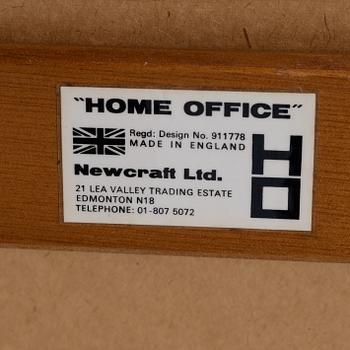 "HOME OFFICE"
Regd: Design No. 911778
MADE IN ENGLAND
HO
Newcraft Ltd.
21 LEA VALLEY TRADING ESTATE
EDMONTON N18
TELEPHONE: 01-807 5072